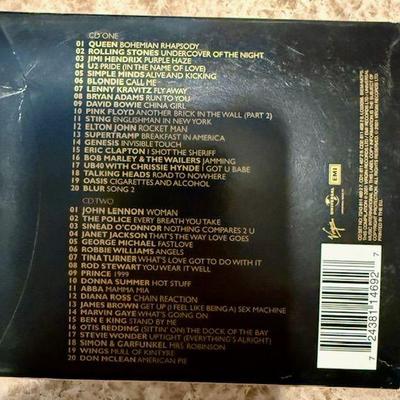 CD ONE
01 QUEEN BOHEMIAN RHAPSODY
02 ROLLING STONES UNDERCOVER OF THE NIGHT
03 JIMI HENDRIX PURPLE HAZE
04 U2 PRIDE (IN THE NAME OF LOVE)
05 SIMPLE MINDS ALIVE AND KICKING
06 BLONDIE CALL ME
07 LENNY KRAVITZ FLY AWAY
08 BRYAN ADAMS RUN TO YOU
09 DAVID BOWIE CHINA GIRL
10 PINK FLOYD ANOTHER BRICK IN THE WALL (PART 2)
11 STING ENGLISHMAN IN NEW YORK
12 ELTON JOHN ROCKET MAN
13 SUPERTRAMP BREAKFAST IN AMERICA
14 GENESIS INVISIBLE TOUCH
15 ERIC CLAPTON I SHOT THE SHERIFF
16 BOB MARLEY & THE WAILERS JAMMING
17 UB40 WITH CHRISSIE HYNDE I GOT U BABE
18 TALKING HEADS ROAD TO NOWHERE
19 OASIS CIGARETTES AND ALCOHOL
20 BLUR SONG 2
CD TWO
01 JOHN LENNON WOMAN
02 THE POLICE EVERY BREATH YOU TAKE
03 SINEAD O'CONNOR NOTHING COMPARES 2 U
04 JANET JACKSON THAT'S THE WAY LOVE GOES
05 GEORGE MICHAEL FASTLOVE
06 ROBBIE WILLIAMS ANGELS
07 TINA TURNER WHAT'S LOVE GOT TO DO WITH IT
08 ROD STEWART YOU WEAR IT WELL
09 PRINCE 1999
10 DONNA SUMMER HOT STUFF
11 ABBA MAMMA MIA
12 DIANA ROSS CHAIN REACTION
13 JAMES BROWN GET UP (I FEEL LIKE BEING A) SEX MACHINE
14 MARVIN GAYE WHAT'S GOING ON
15 BEN E KING STAND BY ME
16 OTIS REDDING (SITTIN' ON) THE DOCK OF THE BAY
17 STEVIE WONDER UPTIGHT (EVERYTHING'S ALRIGHT)
18 SIMON & GARFUNKEL MRS. ROBINSON
19 WINGS MULL OF KINTYRE
20 DON MCLEAN AMERICAN PIE
Virgin
UNIVERSAL
EMI
7 24381 14692 7